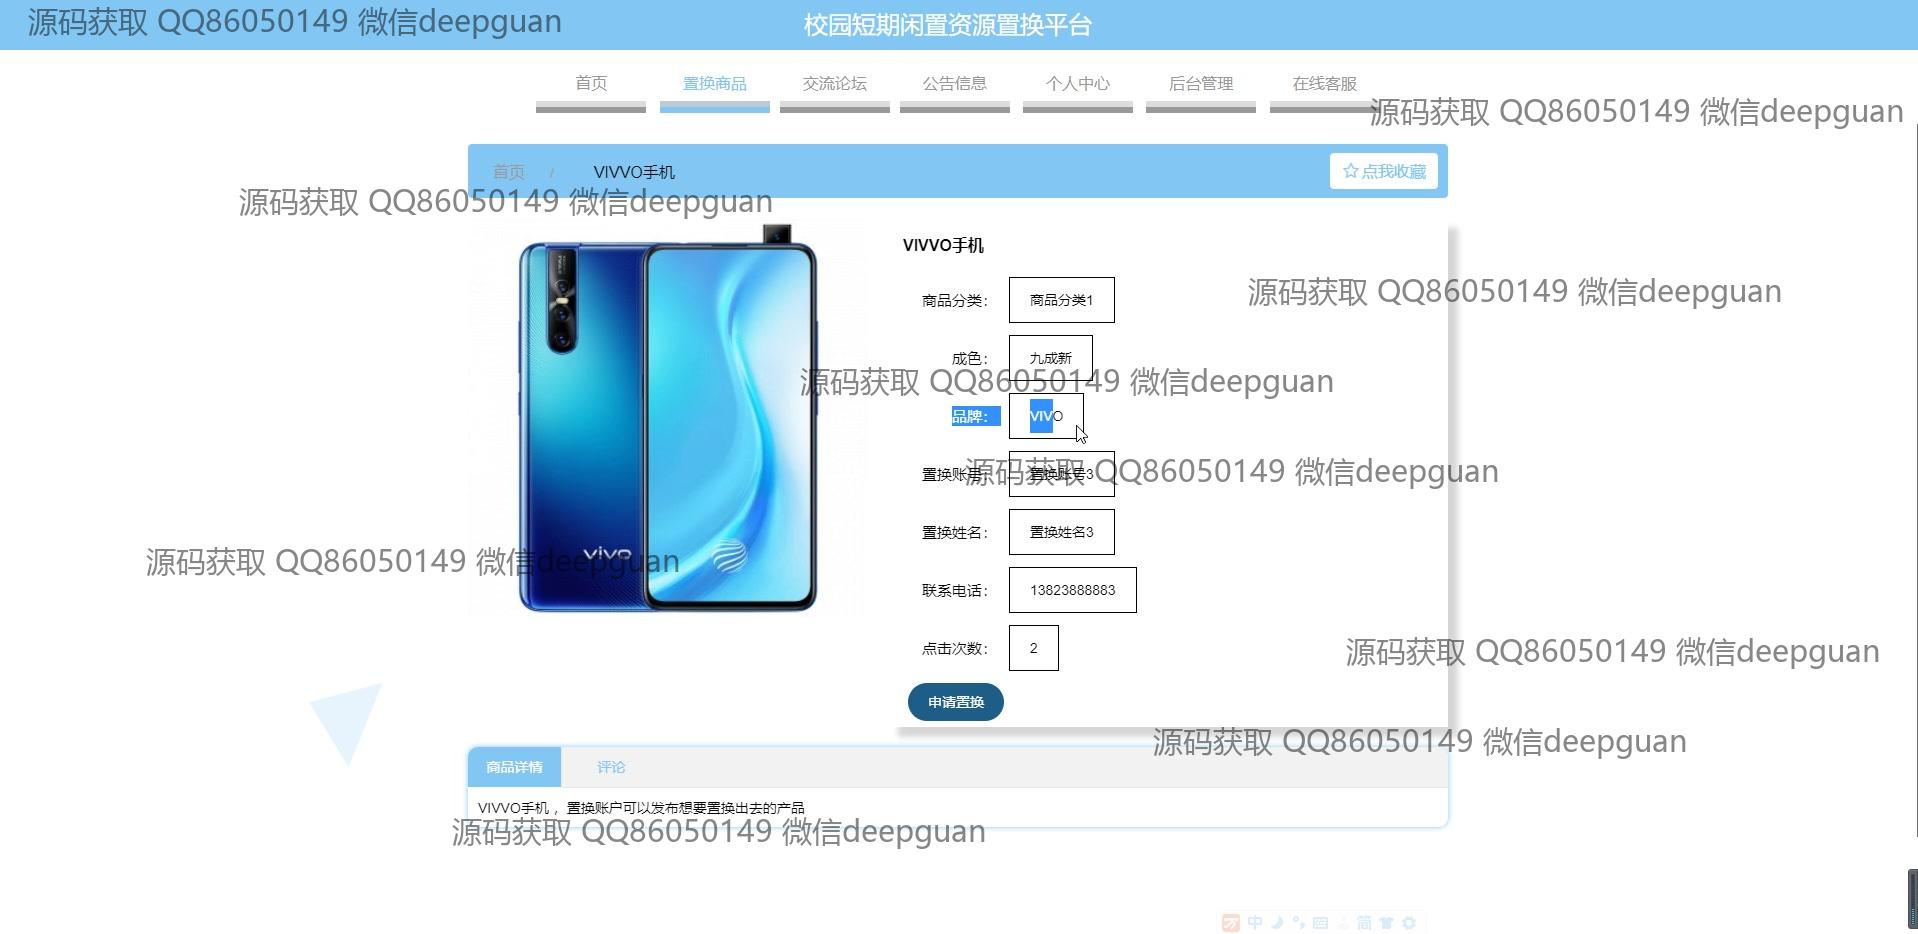 源码获取 QQ86050149 微信deepguan
校园短期闲置资源置换平台
首页 置换商品 交流论坛 公告信息 个人中心 后台管理 在线客服
源码获取 QQ86050149 微信deepguan
首页 / VIVVO手机
☆点我收藏
源码获取 QQ86050149 微信deepguan
VIVVO手机
商品分类： 商品分类1
源码获取 QQ86050149 微信deepguan
成色： 九成新
源码获取 QQ86050149 微信deepguan
品牌： VIVO
置换账号： 置换账号3
源码获取 QQ86050149 微信deepguan
置换姓名： 置换姓名3
vivo
源码获取 QQ86050149 微信deepguan
联系电话： 13823888883
点击次数： 2
源码获取 QQ86050149 微信deepguan
申请置换
源码获取 QQ86050149 微信deepguan
商品详情 评论
VIVVO手机 ，置换账户可以发布想要置换出去的产品
源码获取 QQ86050149 微信deepguan
中 简